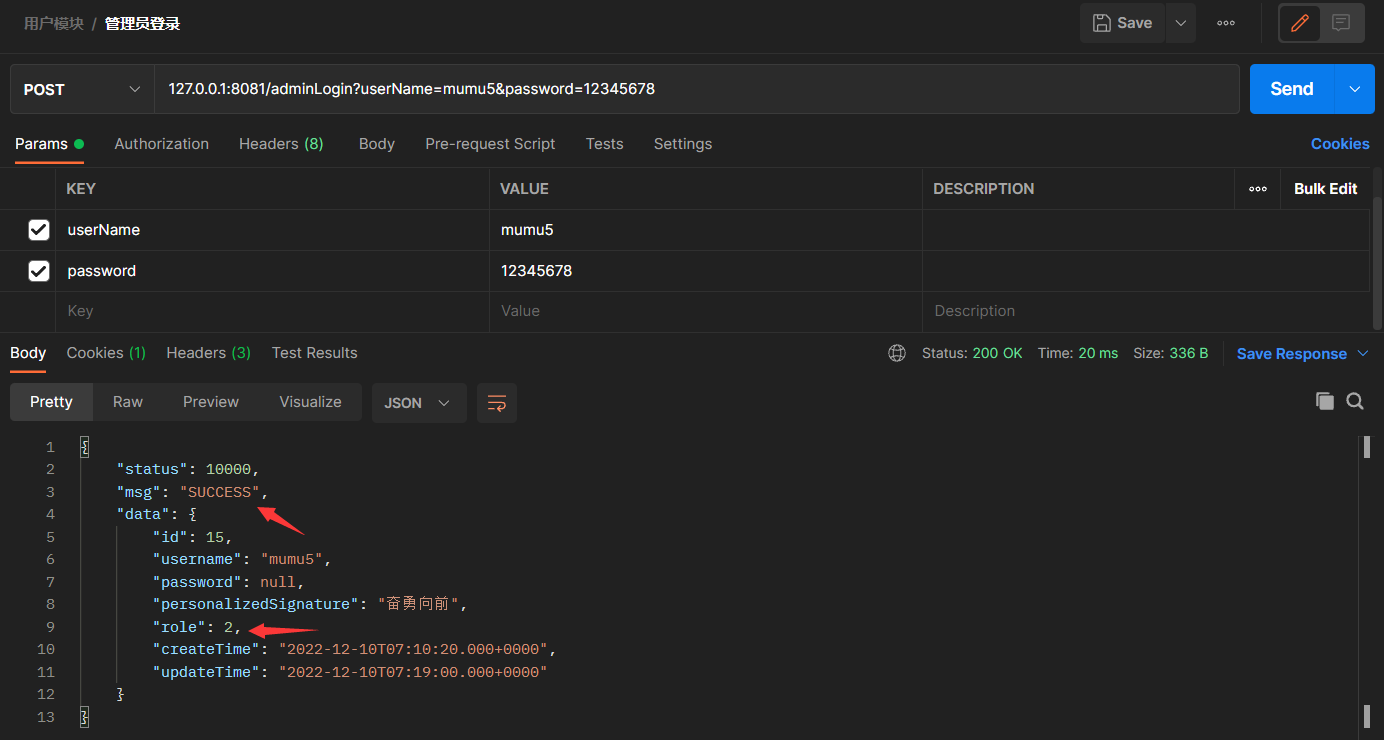 用户模块 / 管理员登录
Save
POST
127.0.0.1:8081/adminLogin?userName=mumu5&password=12345678
Send
Params Authorization Headers (8) Body Pre-request Script Tests Settings Cookies
KEY VALUE DESCRIPTION Bulk Edit
userName mumu5
password 12345678
Key Value Description
Body Cookies (1) Headers (3) Test Results Status: 200 OK Time: 20 ms Size: 336 B Save Response
Pretty Raw Preview Visualize JSON
1 {
2 "status": 10000,
3 "msg": "SUCCESS",
4 "data": {
5 "id": 15,
6 "username": "mumu5",
7 "password": null,
8 "personalizedSignature": "奋勇向前",
9 "role": 2,
10 "createTime": "2022-12-10T07:10:20.000+0000",
11 "updateTime": "2022-12-10T07:19:00.000+0000"
12 }
13 }